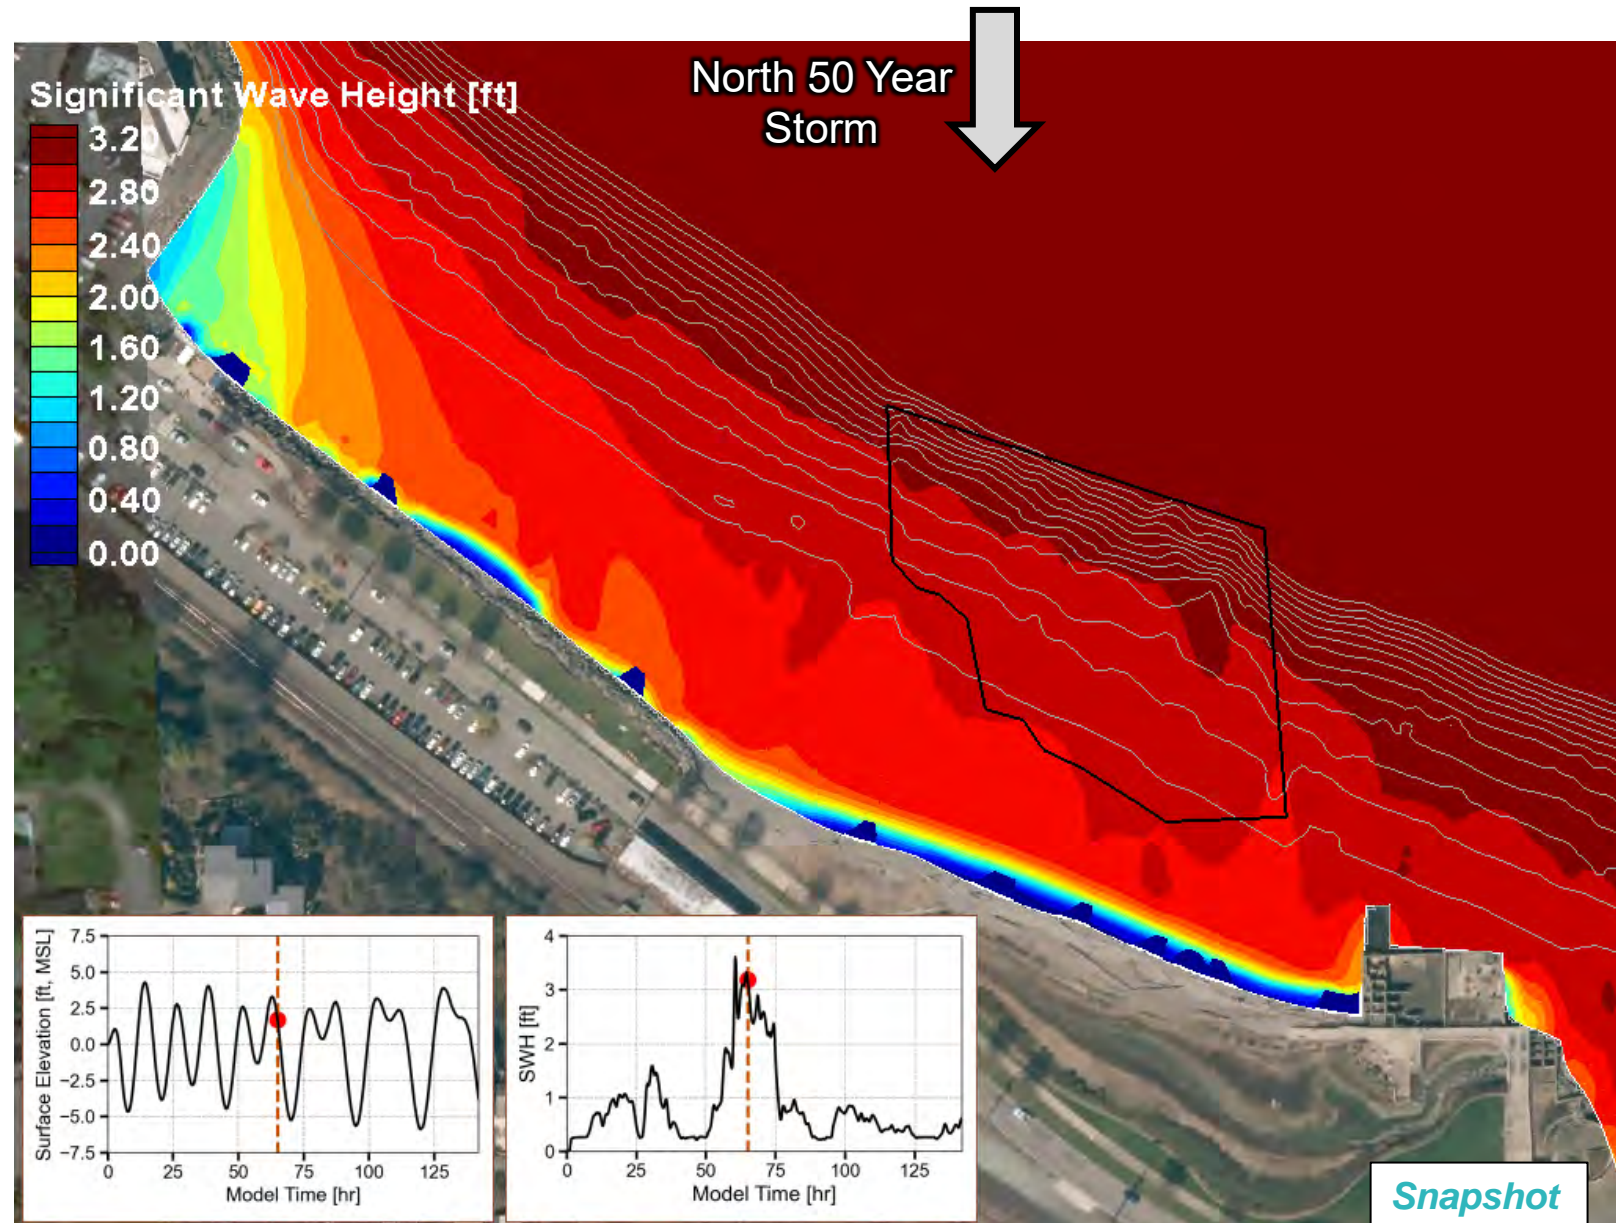 North 50 Year
Storm
Significant Wave Height [ft]
3.20
2.80
2.40
2.00
1.60
1.20
0.80
0.40
0.00
Surface Elevation [ft, MSL]
7.5
5.0
2.5
0.0
−2.5
−5.0
−7.5
0 25 50 75 100 125
Model Time [hr]
SWH [ft]
4
3
2
1
0
0 25 50 75 100 125
Model Time [hr]
Snapshot